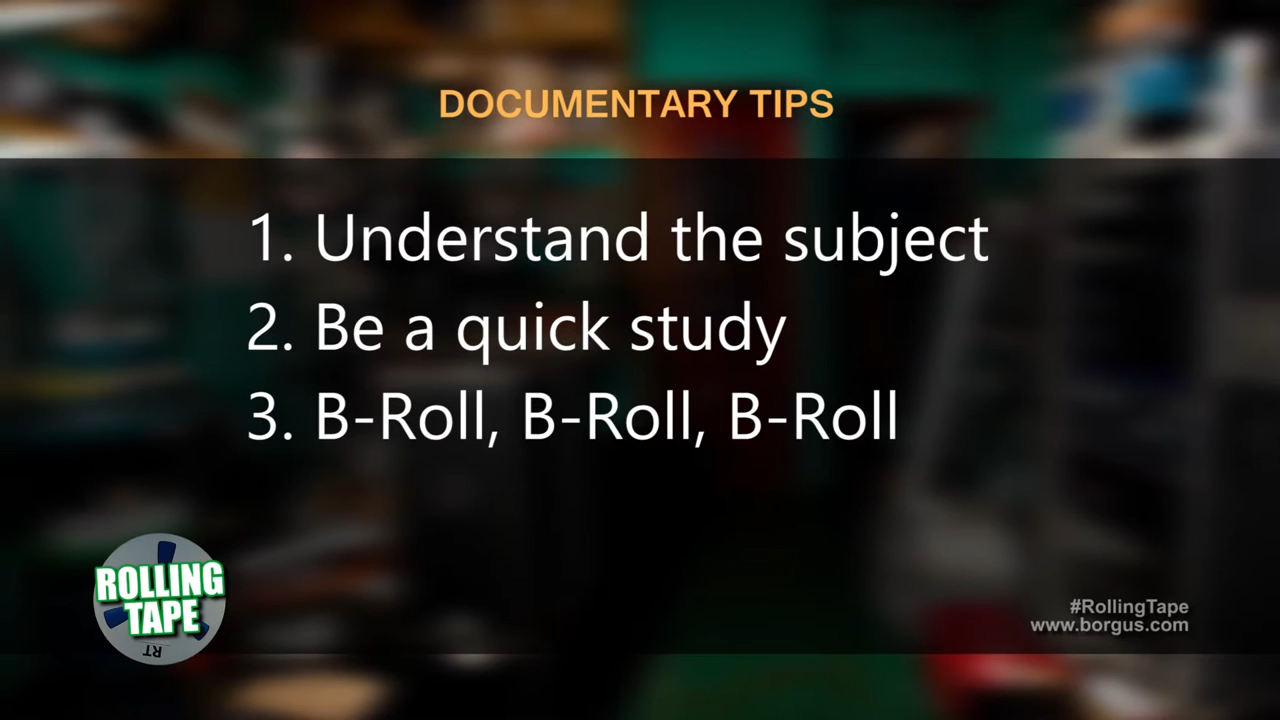 DOCUMENTARY TIPS
1. Understand the subject
2. Be a quick study
3. B-Roll, B-Roll, B-Roll
ROLLING
TAPE
RT
#RollingTape
www.borgus.com